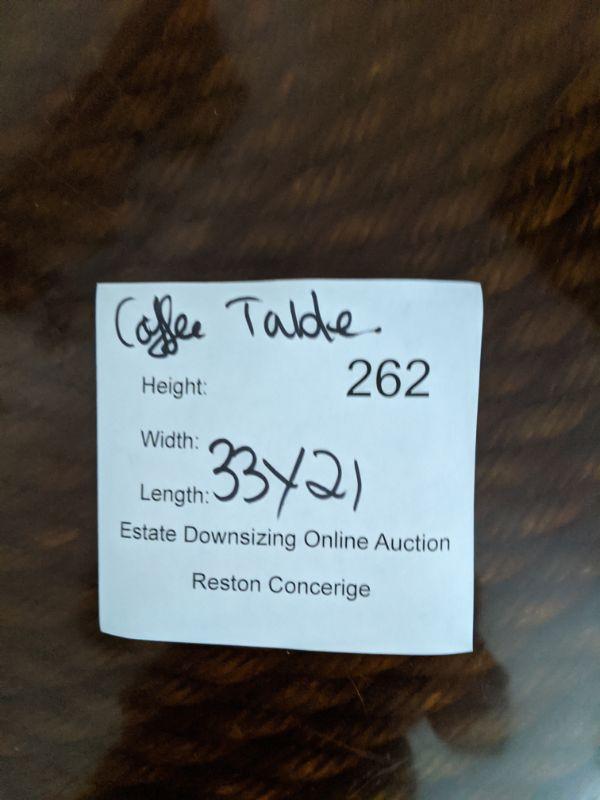 Coffee Table.
Height: 262
Width:
33x21
Length:
Estate Downsizing Online Auction
Reston Concerige